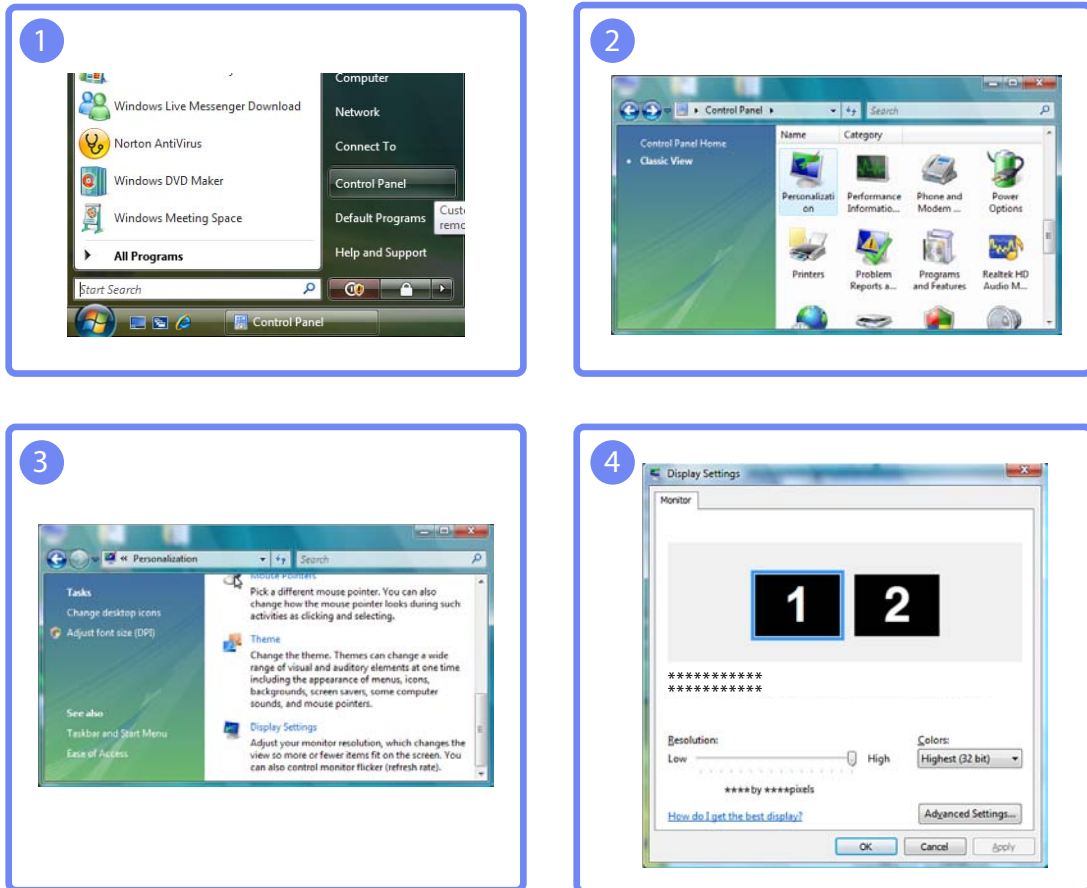 1
Computer
Windows Live Messenger Download
Network
Norton AntiVirus
Connect To
Windows DVD Maker
Control Panel
Windows Meeting Space
Default Programs
All Programs
Help and Support
Start Search
Control Panel
2
Control Panel
Search
Control Panel Home
Classic View
Name Category
Personalizati
on
Performance
Informatio...
Phone and
Modem ...
Power
Options
Printers
Problem
Reports a...
Programs
and Features
Realtek HD
Audio M...
3
« Personalization
Search
Tasks
Change desktop icons
Adjust font size (DPI)
See also
Taskbar and Start Menu
Ease of Access
Mouse Pointers
Pick a different mouse pointer. You can also
change how the mouse pointer looks during such
activities as clicking and selecting.
Theme
Change the theme. Themes can change a wide
range of visual and auditory elements at one time
including the appearance of menus, icons,
backgrounds, screen savers, some computer
sounds, and mouse pointers.
Display Settings
Adjust your monitor resolution, which changes the
view so more or fewer items fit on the screen. You
can also control monitor flicker (refresh rate).
4
Display Settings
Monitor
1 2
***********
***********
Resolution:
Low High
****by ****pixels
Colors:
Highest (32 bit)
How do I get the best display?
Advanced Settings...
OK Cancel Apply